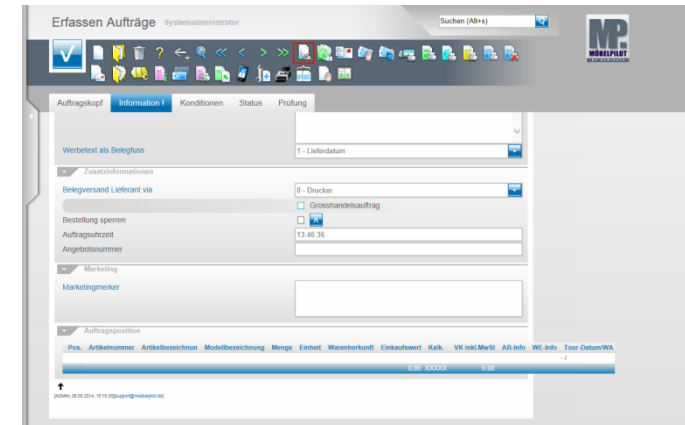 Erfassen Aufträge Systemadministrator
Suchen (Alt+s)
MP.
MÖBELPILOT
Auftragskopf Information I Konditionen Status Prüfung
Werbetext als Belegfuss 1 - Lieferdatum
Zusatzinformationen
Belegversand Lieferant via 0 - Drucker
Grosshandelsauftrag
Bestellung sperren
Auftragsuhrzeit 13:46:36
Angebotsnummer
Marketing
Marketingmerker
Auftragsposition
Pos. Artikelnummer Artikelbezeichnun Modellbezeichnung Menge Einheit Warenherkunft Einkaufswert Kalk. VK inkl.MwSt AB-Info WE-Info Tour-Datum/WA
- /
0,00 XXXXX 0,00